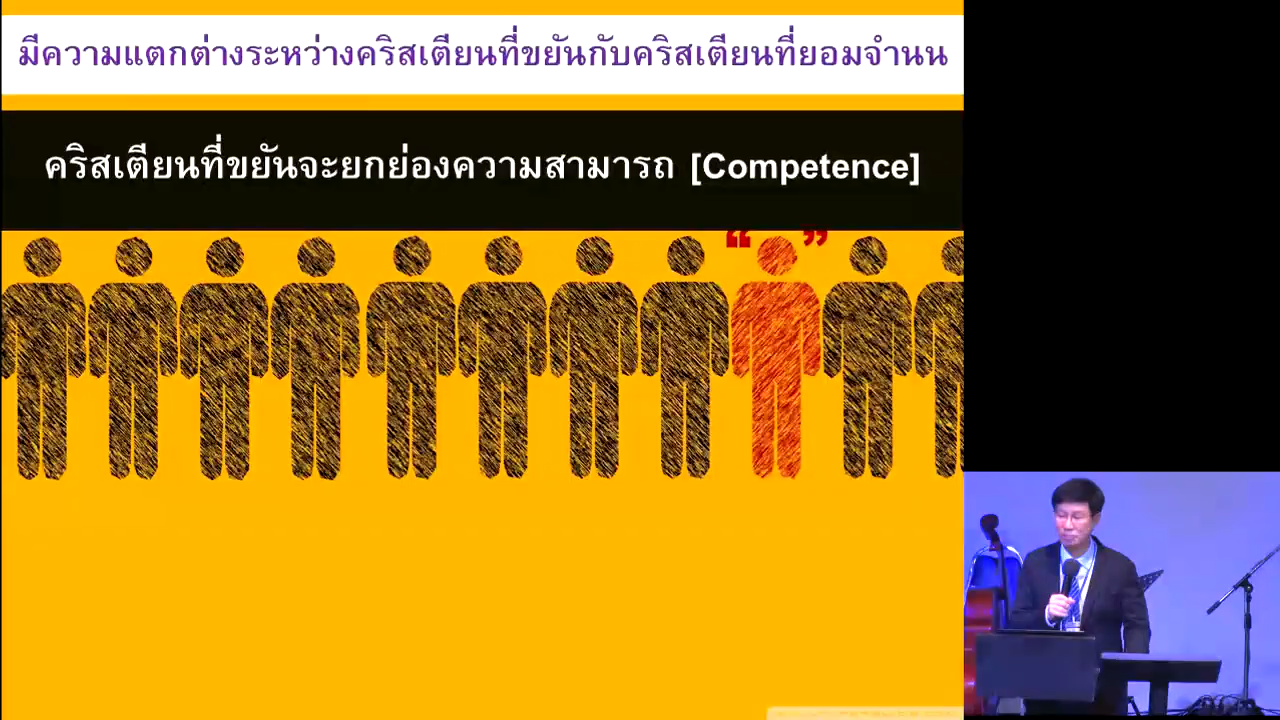 มีความแตกต่างระหว่างคริสเตียนที่ขยันกับคริสเตียนที่ยอมจำนน
คริสเตียนที่ขยันจะยกย่องความสามารถ [Competence]
“ ”